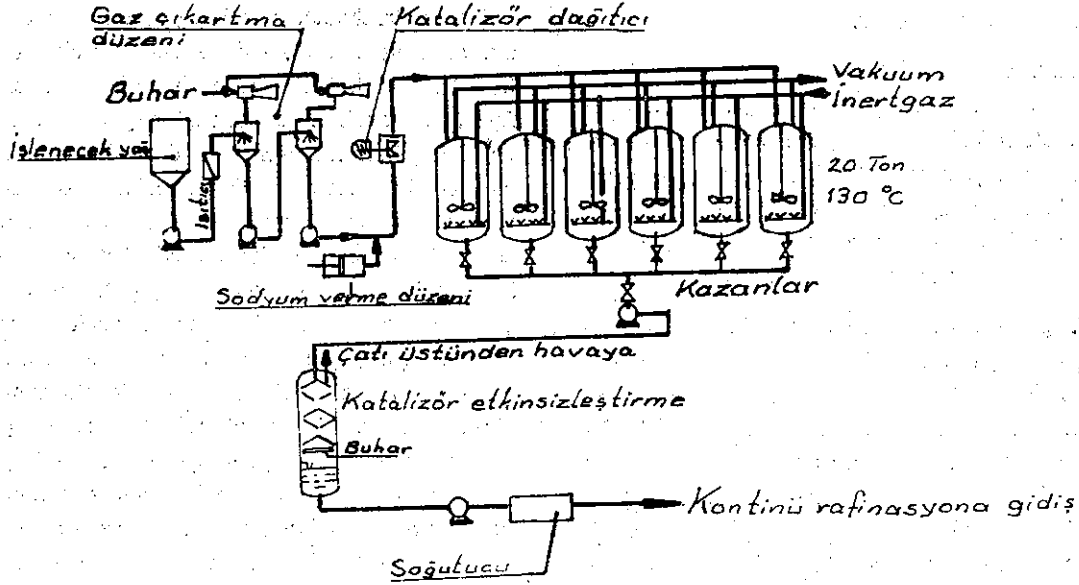 Gaz çıkartma
düzeni
Katalizör dağıtıcı
Buhar
Vakuum
İnertgaz
İşlenecek yağ
Isıtıcı
20 Ton
130 °C
Sodyum verme düzeni
Kazanlar
Çatı üstünden havaya
Katalizör etkinsizleştirme
Buhar
Kontinü rafinasyona gidiş
Soğutucu